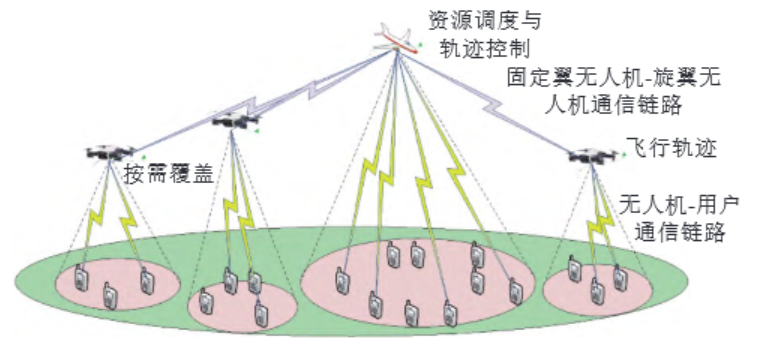 资源调度与
轨迹控制
固定翼无人机-旋翼无
人机通信链路
按需覆盖
飞行轨迹
无人机-用户
通信链路